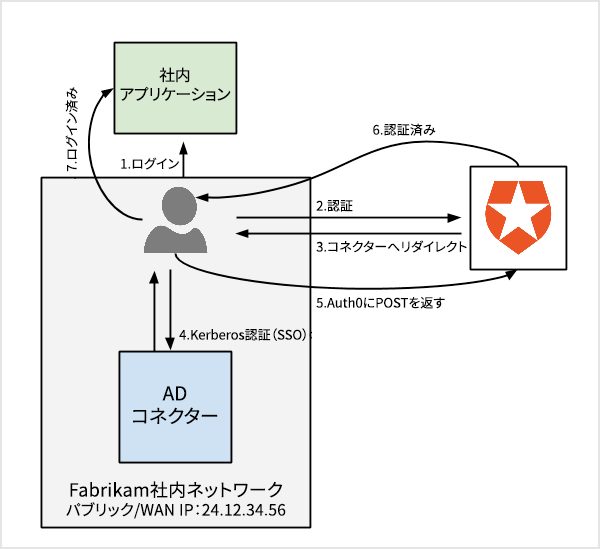 社内
アプリケーション
7.ログイン済み
1.ログイン
6.認証済み
2.認証
3.コネクターへリダイレクト
5.Auth0にPOSTを返す
4.Kerberos認証（SSO）:
AD
コネクター
Fabrikam社内ネットワーク
パブリック/WAN IP：24.12.34.56